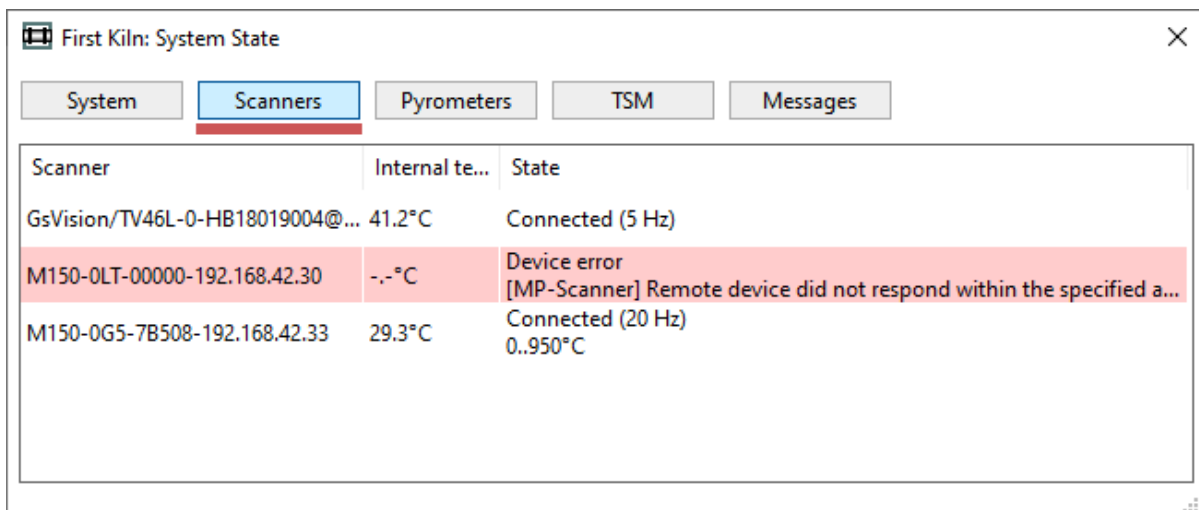 First Kiln: System State
System Scanners Pyrometers TSM Messages
Scanner Internal te... State
GsVision/TV46L-0-HB18019004@... 41.2°C Connected (5 Hz)
M150-0LT-00000-192.168.42.30 -.-°C Device error
[MP-Scanner] Remote device did not respond within the specified a...
M150-0G5-7B508-192.168.42.33 29.3°C Connected (20 Hz)
0..950°C